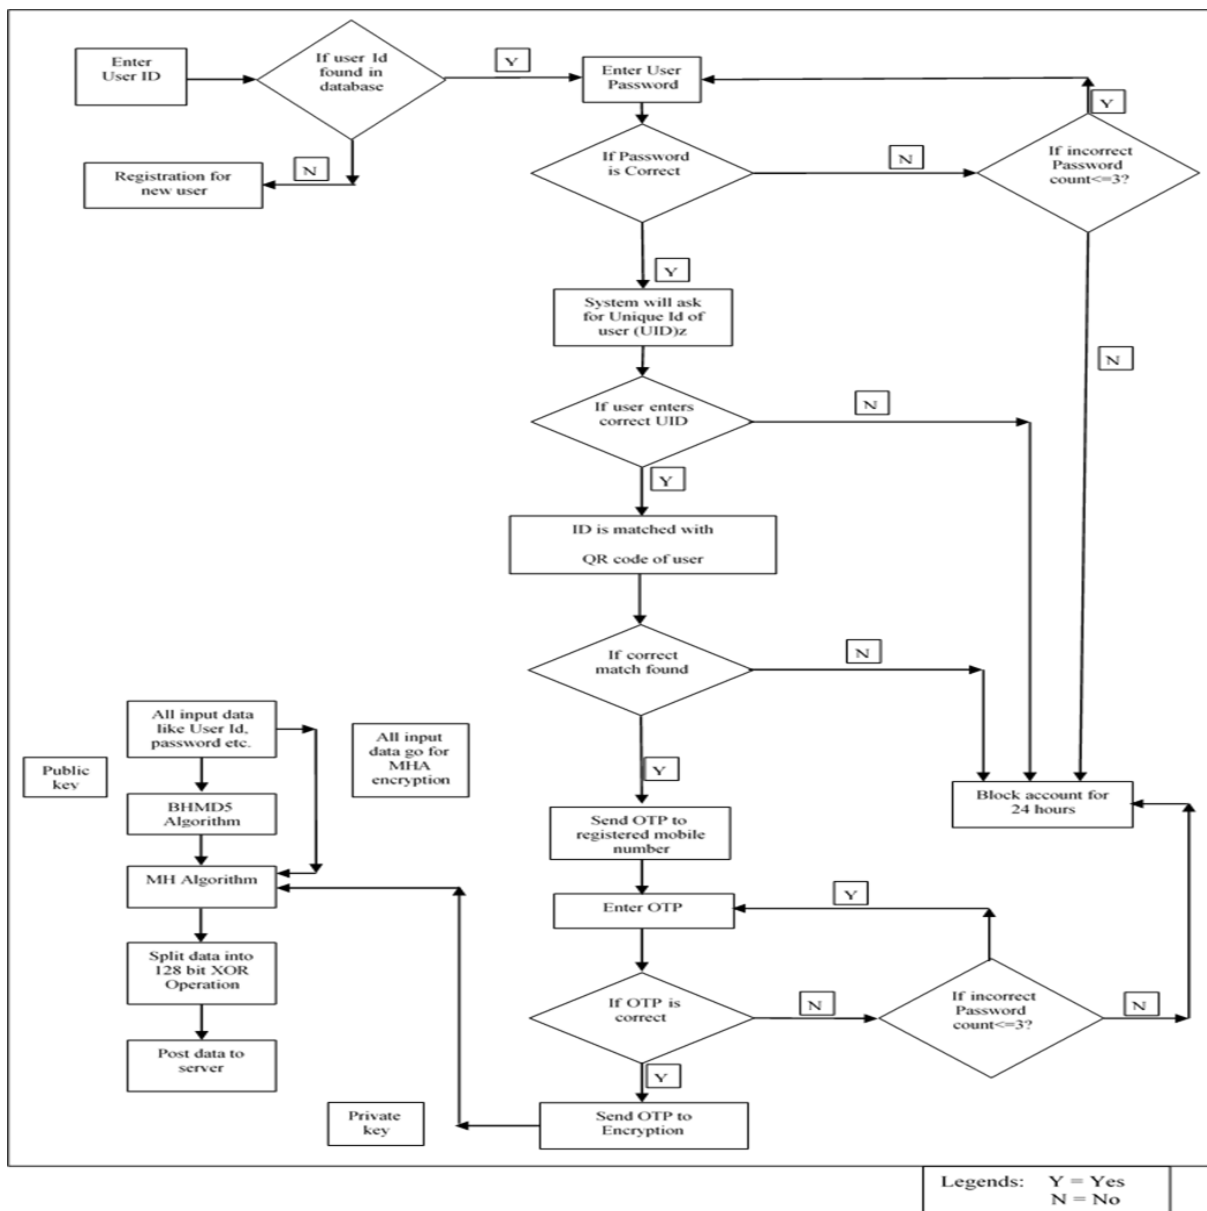 Enter
User ID
If user Id
found in
database
Y
Enter User
Password
Y
N
Registration for
new user
If Password
is Correct
N
If incorrect
Password
count<=3?
Y
System will ask
for Unique Id of
user (UID)z
N
If user enters
correct UID
N
Y
ID is matched with
QR code of user
If correct
match found
N
All input data
like User Id,
password etc.
All input
data go for
MHA
encryption
Public
key
Y
Block account for
24 hours
BHMD5
Algorithm
Send OTP to
registered mobile
number
MH Algorithm
Enter OTP
Y
Split data into
128 bit XOR
Operation
If OTP is
correct
N
If incorrect
Password
count<=3?
N
Post data to
server
Y
Private
key
Send OTP to
Encryption
Legends: Y = Yes
N = No